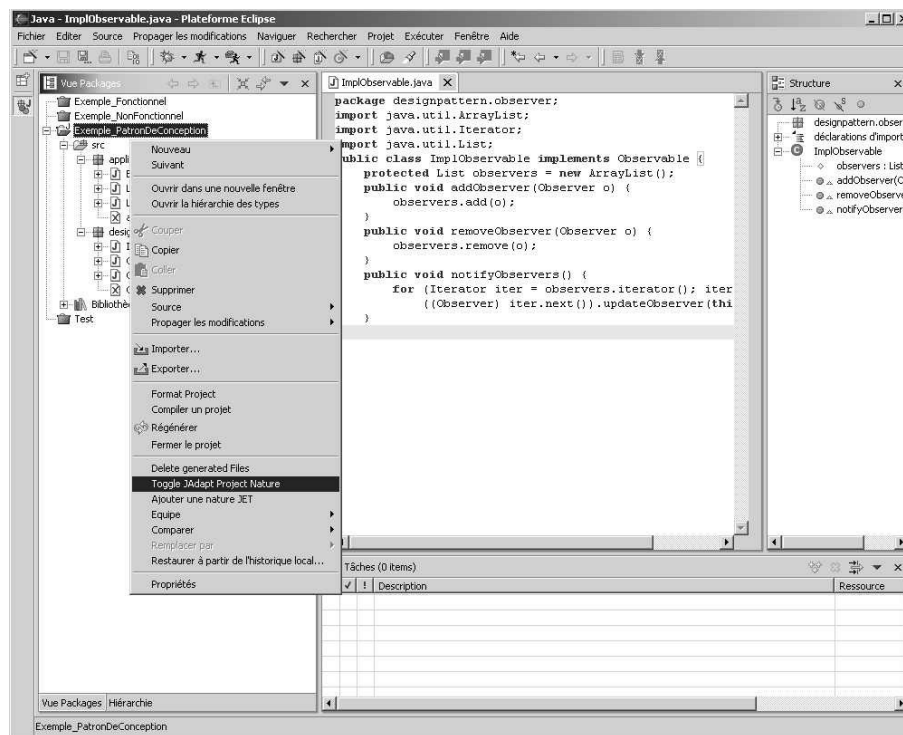 Java - ImplObservable.java - Plateforme Eclipse
Fichier Editer Source Propager les modifications Naviguer Rechercher Projet Exécuter Fenêtre Aide
Vue Packages
Exemple_Fonctionnel
Exemple_NonFonctionnel
Exemple_PatronDeConception
src
appli
desig
Biblioth
Test
Nouveau
Suivant
Ouvrir dans une nouvelle fenêtre
Ouvrir la hiérarchie des types
Couper
Copier
Coller
Supprimer
Source
Propager les modifications
Importer...
Exporter...
Format Project
Compiler un projet
Régénérer
Fermer le projet
Delete generated Files
Toggle JAdapt Project Nature
Ajouter une nature JET
Equipe
Comparer
Remplacer par
Restaurer à partir de l'historique local...
Propriétés
ImplObservable.java
package designpattern.observer;
import java.util.ArrayList;
import java.util.Iterator;
import java.util.List;
ublic class ImplObservable implements Observable {
protected List observers = new ArrayList();
public void addObserver(Observer o) {
observers.add(o);
}
public void removeObserver(Observer o) {
observers.remove(o);
}
public void notifyObservers() {
for (Iterator iter = observers.iterator(); iter
((Observer) iter.next()).updateObserver(thi
}
Structure
designpattern.obser
déclarations d'import
ImplObservable
observers : List
addObserver(O
removeObserve
notifyObserver
Tâches (0 items)
! Description Ressource
Vue Packages Hiérarchie
Exemple_PatronDeConception